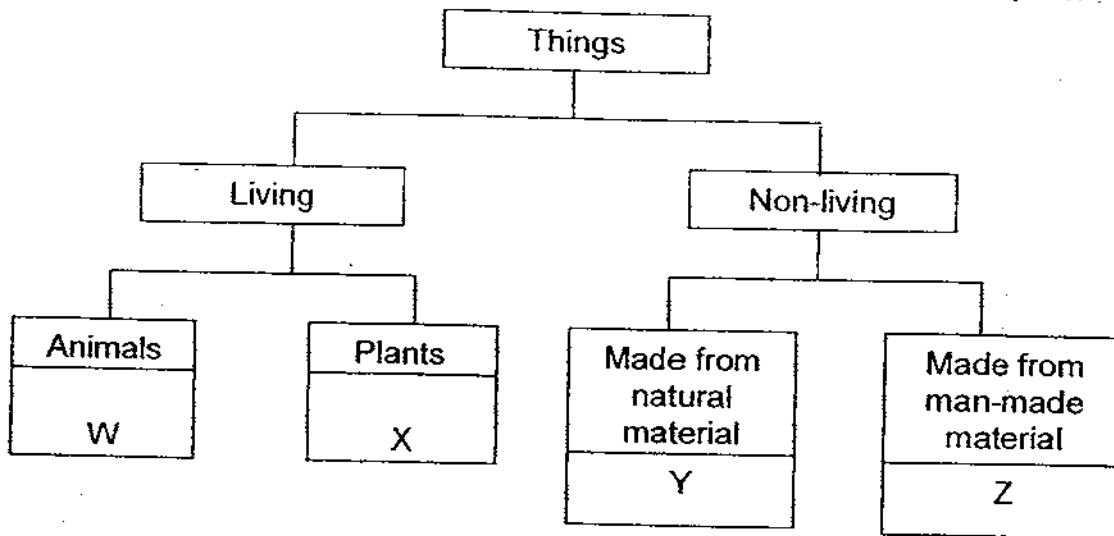 Things
Living
Non-living
Animals
W
Plants
X
Made from
natural
material
Y
Made from
man-made
material
Z